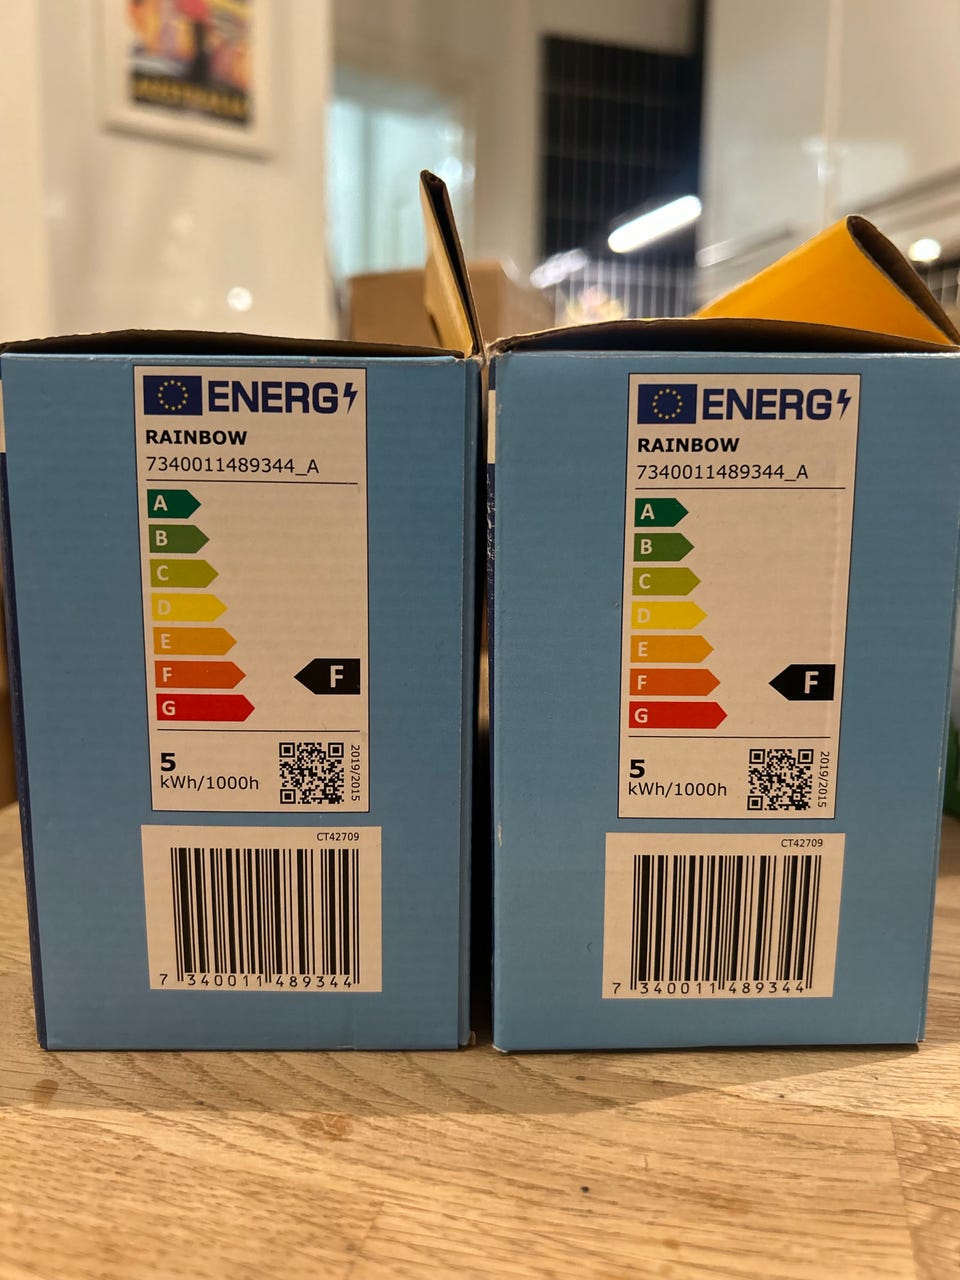 ENERG
RAINBOW
7340011489344_A
A
B
C
D
E
F
F
G
5
kWh/1000h
2019/2015
CT42709
7 340011 489344
ENERG
RAINBOW
7340011489344_A
A
B
C
D
E
F
F
G
5
kWh/1000h
2019/2015
CT42709
7 340011 489344